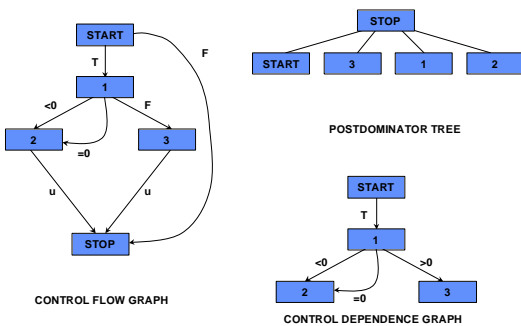 START
F
T
1
<0
F
=0
2
3
u
u
STOP
CONTROL FLOW GRAPH
STOP
START
3
1
2
POSTDOMINATOR TREE
START
T
1
<0
>0
=0
2
3
CONTROL DEPENDENCE GRAPH